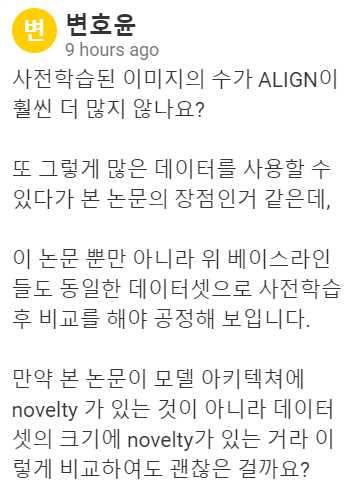 변
변호윤
9 hours ago
사전학습된 이미지의 수가 ALIGN이
훨씬 더 많지 않나요?
또 그렇게 많은 데이터를 사용할 수
있다가 본 논문의 장점인거 같은데,
이 논문 뿐만 아니라 위 베이스라인
들도 동일한 데이터셋으로 사전학습
후 비교를 해야 공정해 보입니다.
만약 본 논문이 모델 아키텍쳐에
novelty 가 있는 것이 아니라 데이터
셋의 크기에 novelty가 있는 거라 이
렇게 비교하여도 괜찮은 걸까요?